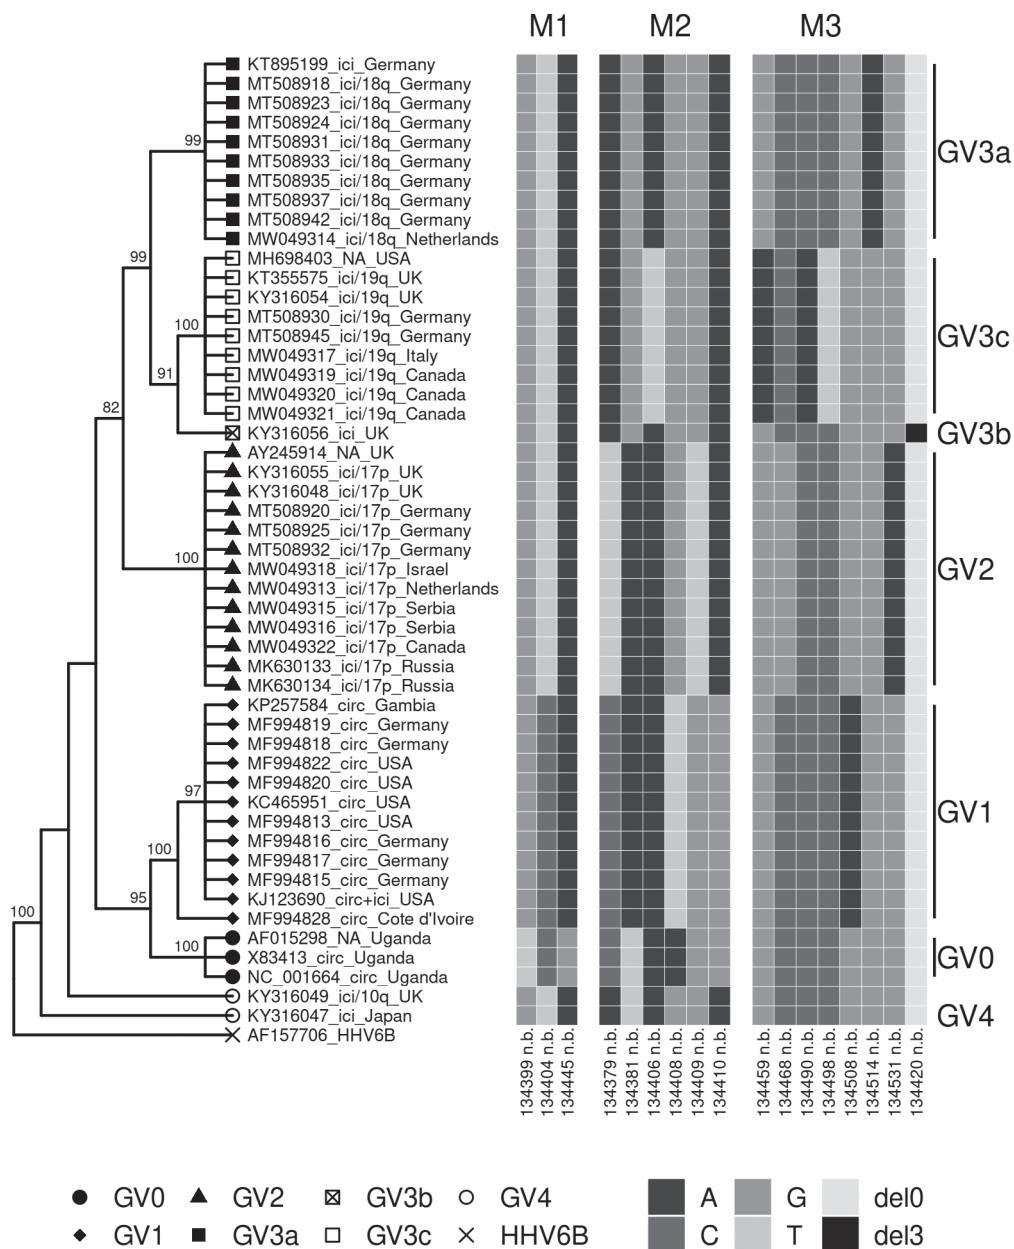 M1 M2 M3
KT895199_ici_Germany
MT508918_ici/18q_Germany
MT508923_ici/18q_Germany
MT508924_ici/18q_Germany
MT508931_ici/18q_Germany
99
MT508933_ici/18q_Germany
GV3a
MT508935_ici/18q_Germany
MT508937_ici/18q_Germany
MT508942_ici/18q_Germany
MW049314_ici/18q_Netherlands
99
MH698403_NA_USA
KT355575_ici/19q_UK
KY316054_ici/19q_UK
MT508930_ici/19q_Germany
100
MT508945_ici/19q_Germany
GV3c
MW049317_ici/19q_Italy
91
MW049319_ici/19q_Canada
MW049320_ici/19q_Canada
82
MW049321_ici/19q_Canada
KY316056_ici_UK
GV3b
AY245914_NA_UK
KY316055_ici/17p_UK
KY316048_ici/17p_UK
MT508920_ici/17p_Germany
MT508925_ici/17p_Germany
MT508932_ici/17p_Germany
100
MW049318_ici/17p_Israel
GV2
MW049313_ici/17p_Netherlands
MW049315_ici/17p_Serbia
MW049316_ici/17p_Serbia
MW049322_ici/17p_Canada
MK630133_ici/17p_Russia
MK630134_ici/17p_Russia
KP257584_circ_Gambia
MF994819_circ_Germany
MF994818_circ_Germany
MF994822_circ_USA
MF994820_circ_USA
97
KC465951_circ_USA
MF994813_circ_USA
GV1
MF994816_circ_Germany
100
MF994817_circ_Germany
MF994815_circ_Germany
95
KJ123690_circ+ici_USA
MF994828_circ_Cote d'Ivoire
100
AF015298_NA_Uganda
100
X83413_circ_Uganda
GV0
NC_001664_circ_Uganda
KY316049_ici/10q_UK
KY316047_ici_Japan
GV4
AF157706_HHV6B
134399 n.b.
134404 n.b.
134445 n.b.
134379 n.b.
134381 n.b.
134406 n.b.
134408 n.b.
134409 n.b.
134410 n.b.
134459 n.b.
134468 n.b.
134490 n.b.
134498 n.b.
134508 n.b.
134514 n.b.
134531 n.b.
134420 n.b.
GV0 GV2 GV3b GV4 A G del0
GV1 GV3a GV3c HHV6B C T del3